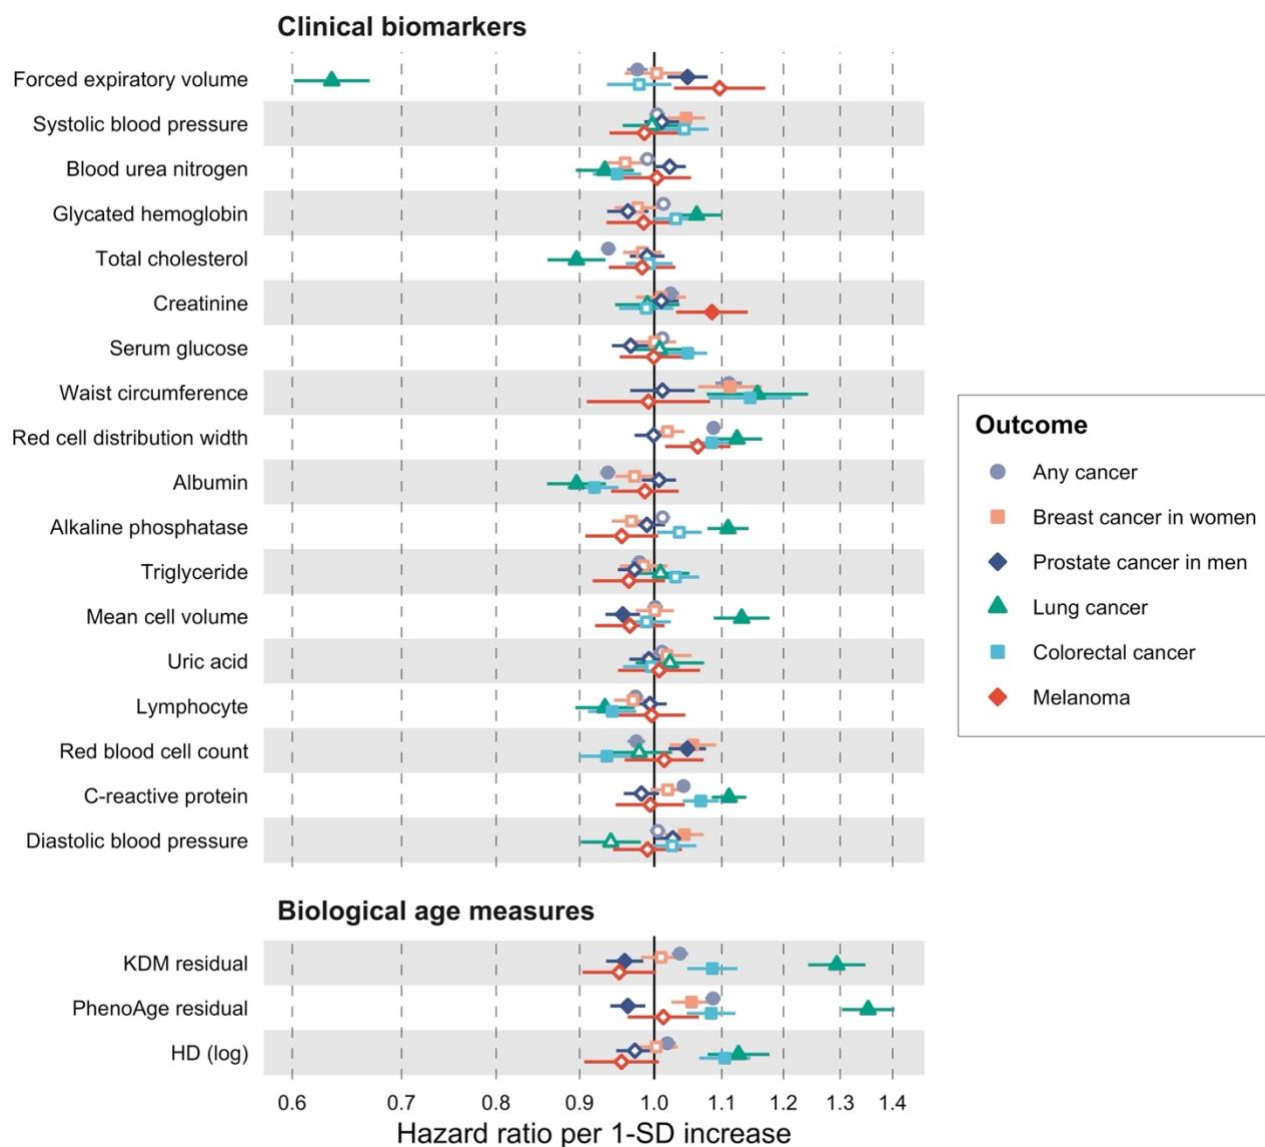 Clinical biomarkers
Forced expiratory volume
Systolic blood pressure
Blood urea nitrogen
Glycated hemoglobin
Total cholesterol
Creatinine
Serum glucose
Waist circumference
Red cell distribution width
Albumin
Alkaline phosphatase
Triglyceride
Mean cell volume
Uric acid
Lymphocyte
Red blood cell count
C-reactive protein
Diastolic blood pressure
Biological age measures
KDM residual
PhenoAge residual
HD (log)
0.6 0.7 0.8 0.9 1.0 1.1 1.2 1.3 1.4
Hazard ratio per 1-SD increase
Outcome
Any cancer
Breast cancer in women
Prostate cancer in men
Lung cancer
Colorectal cancer
Melanoma